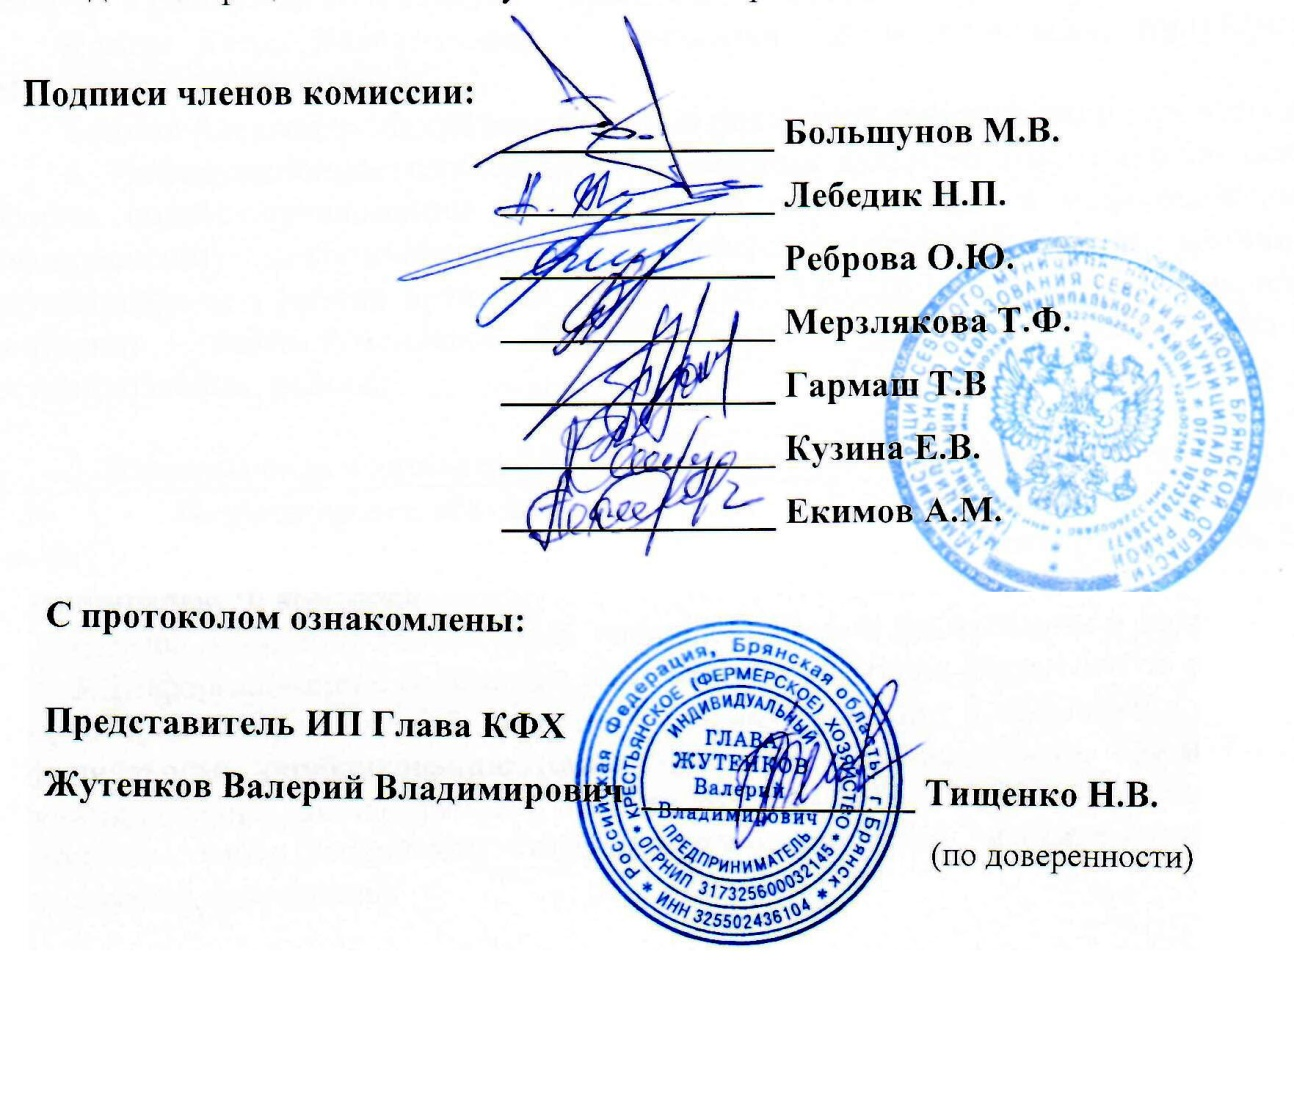 Подписи членов комиссии:
Большунов М.В.
Лебедик Н.П.
Реброва О.Ю.
Мерзлякова Т.Ф.
Гармаш Т.В
Кузина Е.В.
Екимов А.М.
С протоколом ознакомлены:
Представитель ИП Глава КФХ
Жутенков Валерий Владимирович Тищенко Н.В.
(по доверенности)
Российская Федерация, Брянская область, г.Брянск
КРЕСТЬЯНСКОЕ (ФЕРМЕРСКОЕ) ХОЗЯЙСТВО
ИНДИВИДУАЛЬНЫЙ
ГЛАВА
ЖУТЕНКОВ
Валерий
Владимирович
ПРЕДПРИНИМАТЕЛЬ
* ОГРНИП 317325600032145 *
* ИНН 325502436104 *